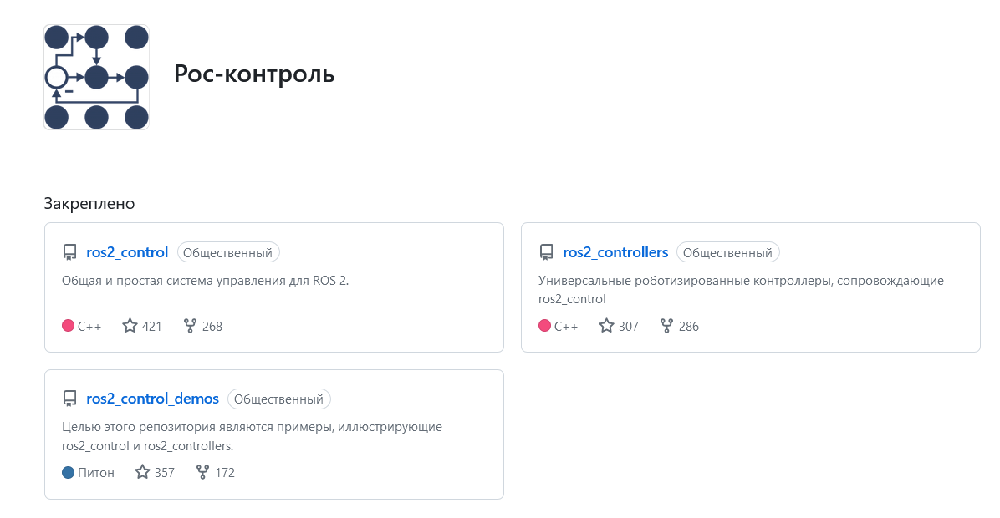 Рос-контроль
Закреплено
ros2_control Общественный
Общая и простая система управления для ROS 2.
C++ 421 268
ros2_controllers Общественный
Универсальные роботизированные контроллеры, сопровождающие
ros2_control
C++ 307 286
ros2_control_demos Общественный
Целью этого репозитория являются примеры, иллюстрирующие
ros2_control и ros2_controllers.
Питон 357 172